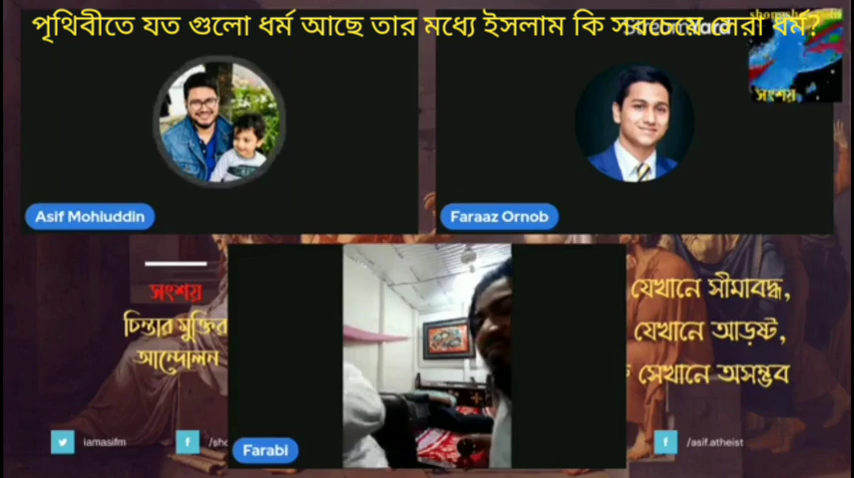 পৃথিবীতে যত গুলো ধর্ম আছে তার মধ্যে ইসলাম কি সবচেয়ে সেরা ধর্ম?
সংশয়
Asif Mohiuddin
Faraaz Ornob
সংশয়
চিন্তার মুক্তির
আন্দোলন
যেখানে সীমাবদ্ধ,
যেখানে আড়ষ্ট,
সেখানে অসম্ভব
iamasifm
/sho
Farabi
/asif.atheist